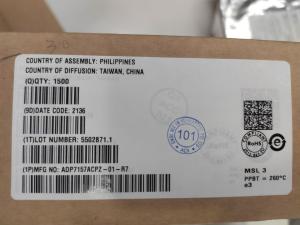 30
COUNTRY OF ASSEMBLY: PHILIPPINES
COUNTRY OF DIFFUSION: TAIWAN, CHINA
(Q)QTY: 1500
(9D)DATE CODE: 2136
(1T)LOT NUMBER: 5502871.1
101
RoHS
(1P)MFG NO: ADP7157ACPZ-01-R7
MSL 3
PPBT = 260°C
e3